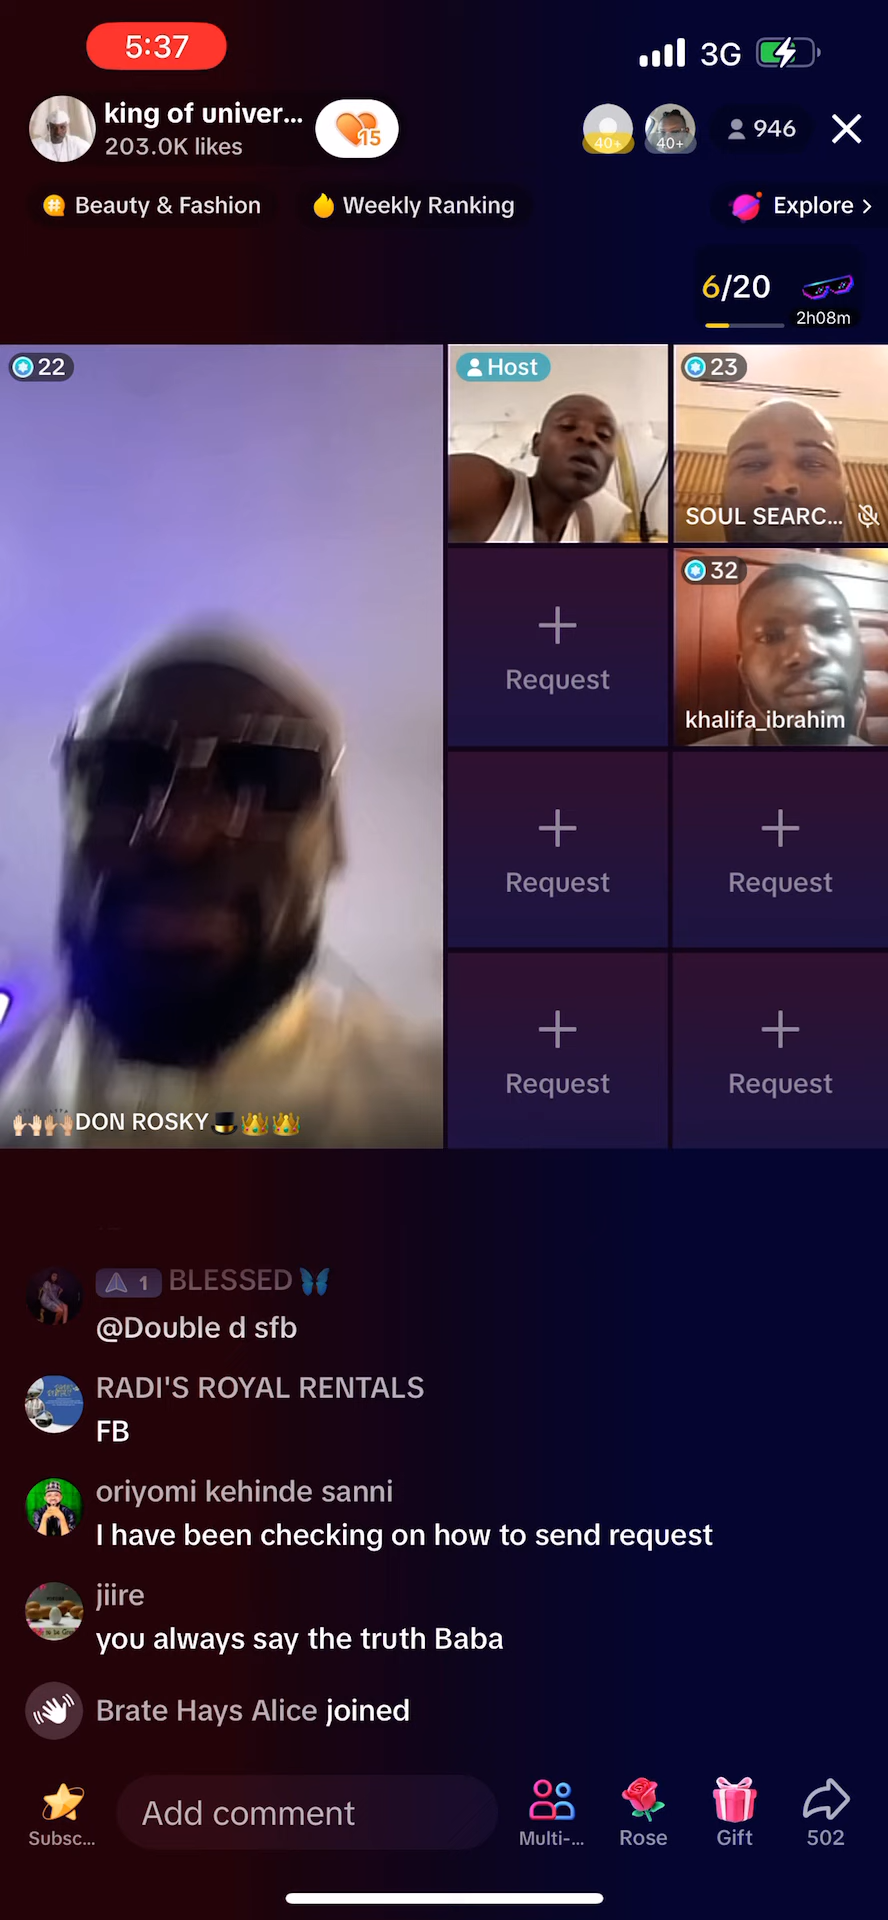 5:37
3G
king of univer...
203.0K likes
15
40+
40+
946
Beauty & Fashion
Weekly Ranking
Explore >
6/20
2h08m
22
Host
23
SOUL SEARC...
Request
32
khalifa_ibrahim
Request
Request
Request
Request
🙌🏻🙌🏼DON ROSKY🎩👑👑
1 BLESSED🦋
@Double d sfb
RADI'S ROYAL RENTALS
FB
oriyomi kehinde sanni
I have been checking on how to send request
jiire
you always say the truth Baba
Brate Hays Alice joined
Subsc...
Add comment
Multi-...
Rose
Gift
502